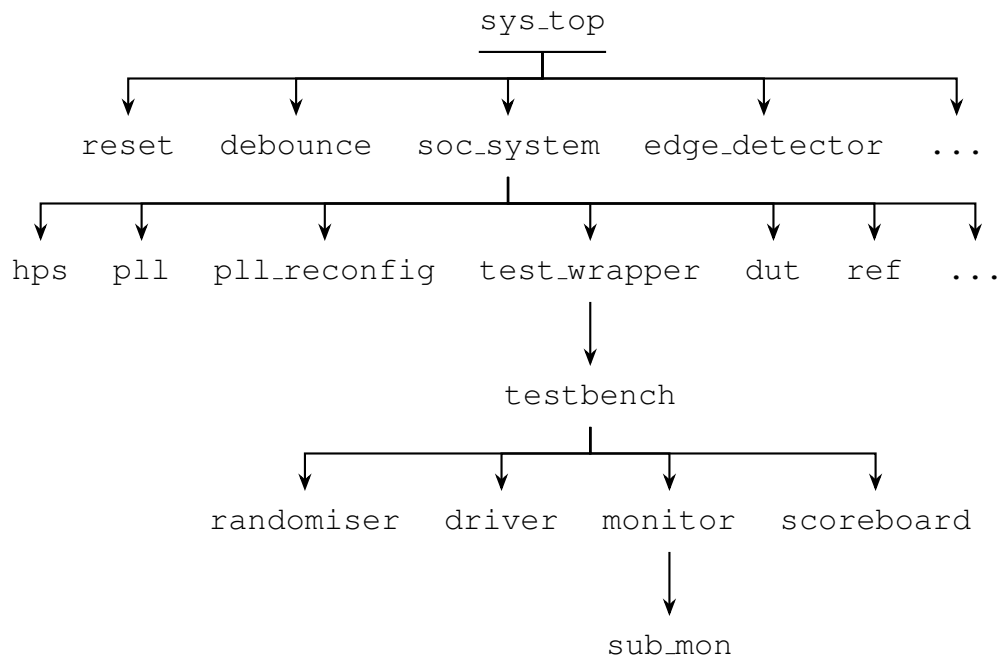 sys_top
reset debounce soc_system edge_detector ...
hps pll pll_reconfig test_wrapper dut ref ...
testbench
randomiser driver monitor scoreboard
sub_mon